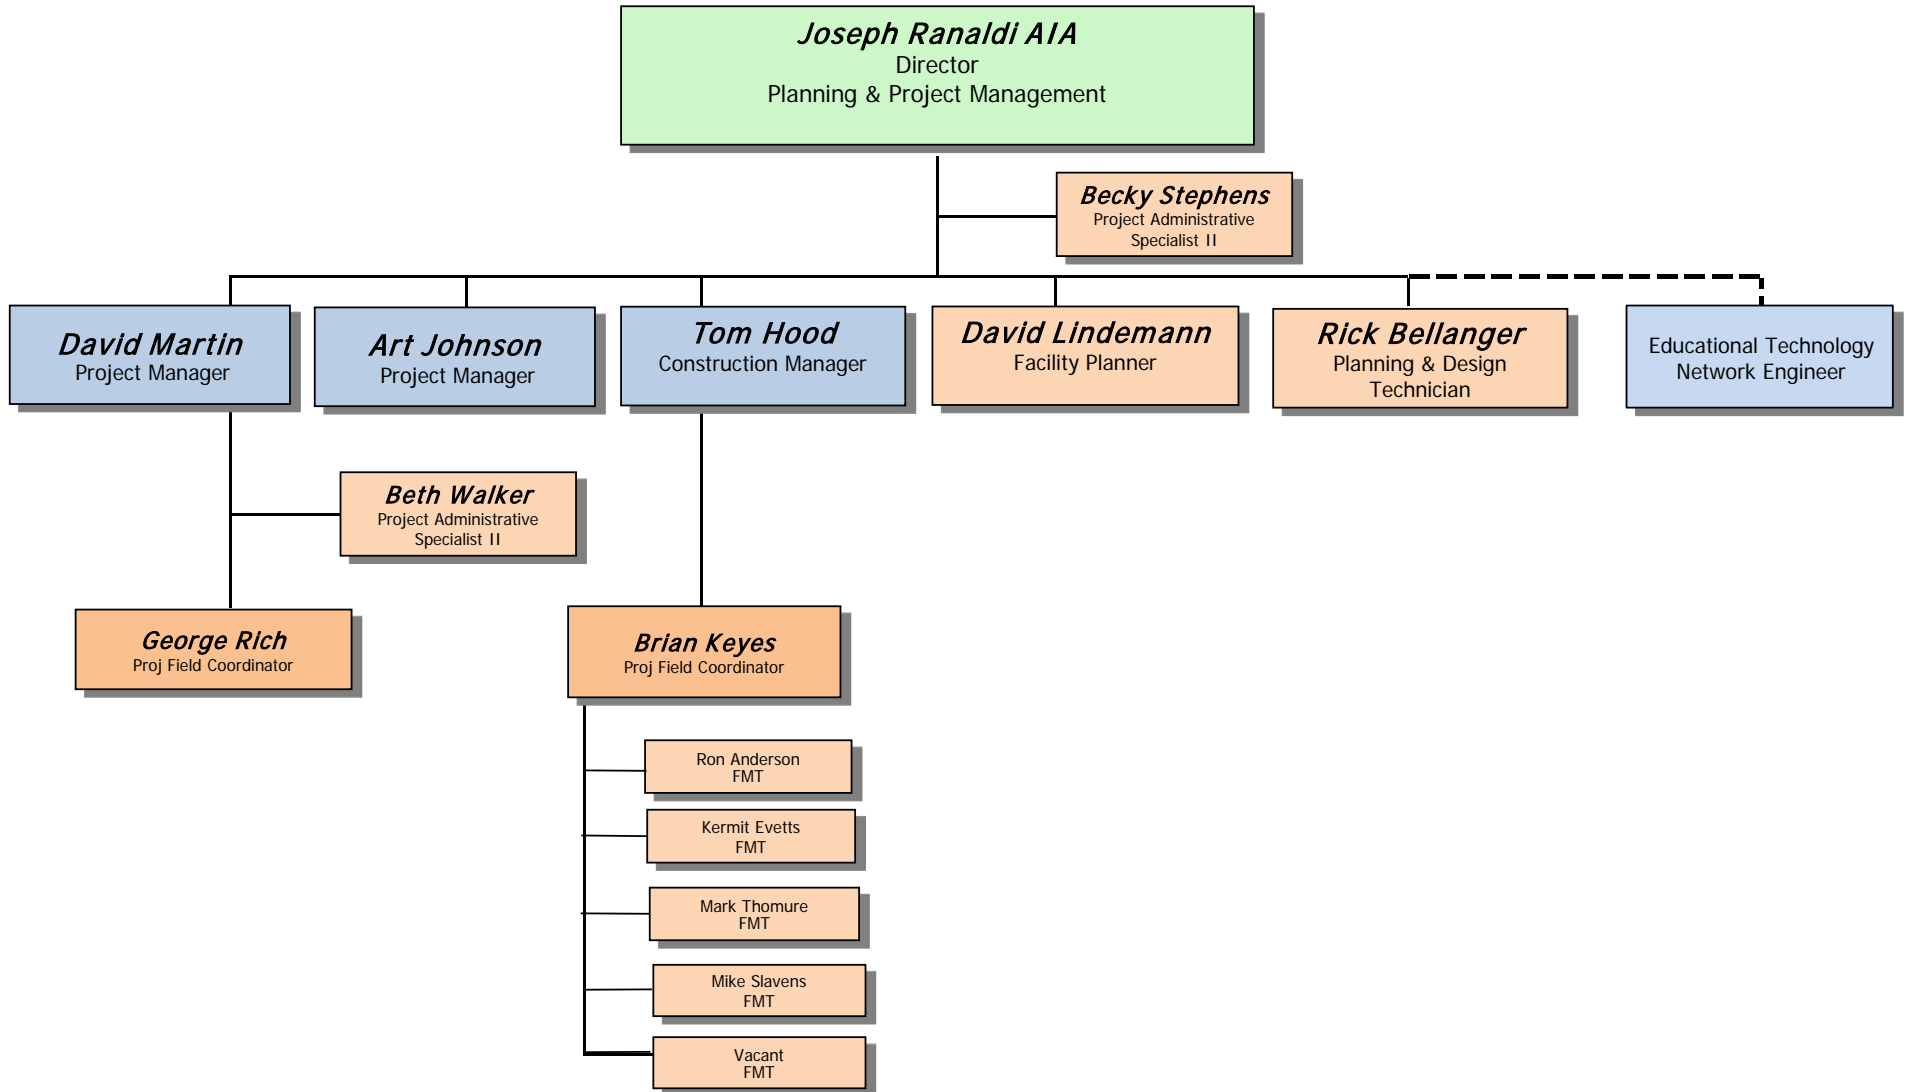 Joseph Ranaldi AIA
Director
Planning & Project Management
Becky Stephens
Project Administrative
Specialist II
David Martin
Project Manager
Art Johnson
Project Manager
Tom Hood
Construction Manager
David Lindemann
Facility Planner
Rick Bellanger
Planning & Design
Technician
Educational Technology
Network Engineer
Beth Walker
Project Administrative
Specialist II
George Rich
Proj Field Coordinator
Brian Keyes
Proj Field Coordinator
Ron Anderson
FMT
Kermit Evetts
FMT
Mark Thomure
FMT
Mike Slavens
FMT
Vacant
FMT